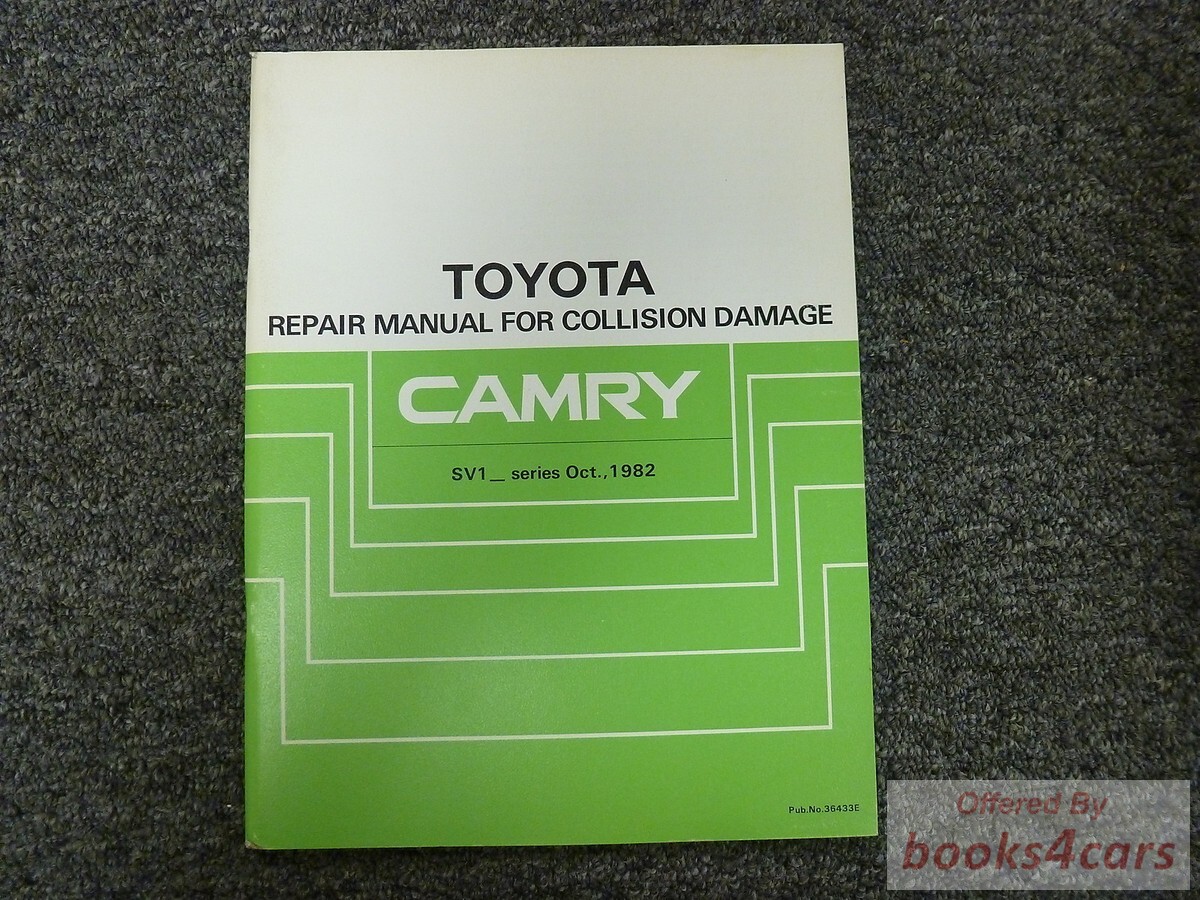 TOYOTA
REPAIR MANUAL FOR COLLISION DAMAGE
CAMRY
SV1_ series Oct.,1982
Pub.No.36433E
Offered By
books4cars